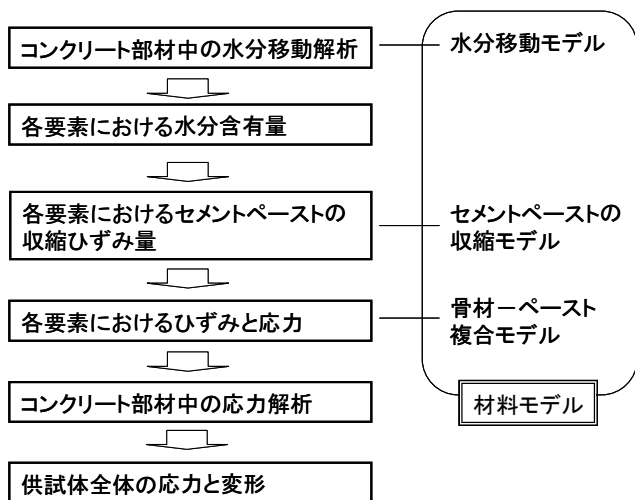 コンクリート部材中の水分移動解析
水分移動モデル
各要素における水分含有量
各要素におけるセメントペーストの
収縮ひずみ量
セメントペーストの
収縮モデル
各要素におけるひずみと応力
骨材－ペースト
複合モデル
コンクリート部材中の応力解析
材料モデル
供試体全体の応力と変形